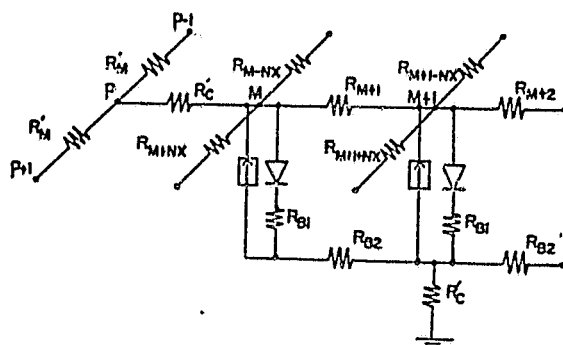 P-1
R'M
P
R'C
R'M
P+1
RM-NX
M
RM+NX
RM+1
RM+1-NX
M+1
RM+1+NX
RM+2
RB1
RB2
RB1
RB2'
R'C